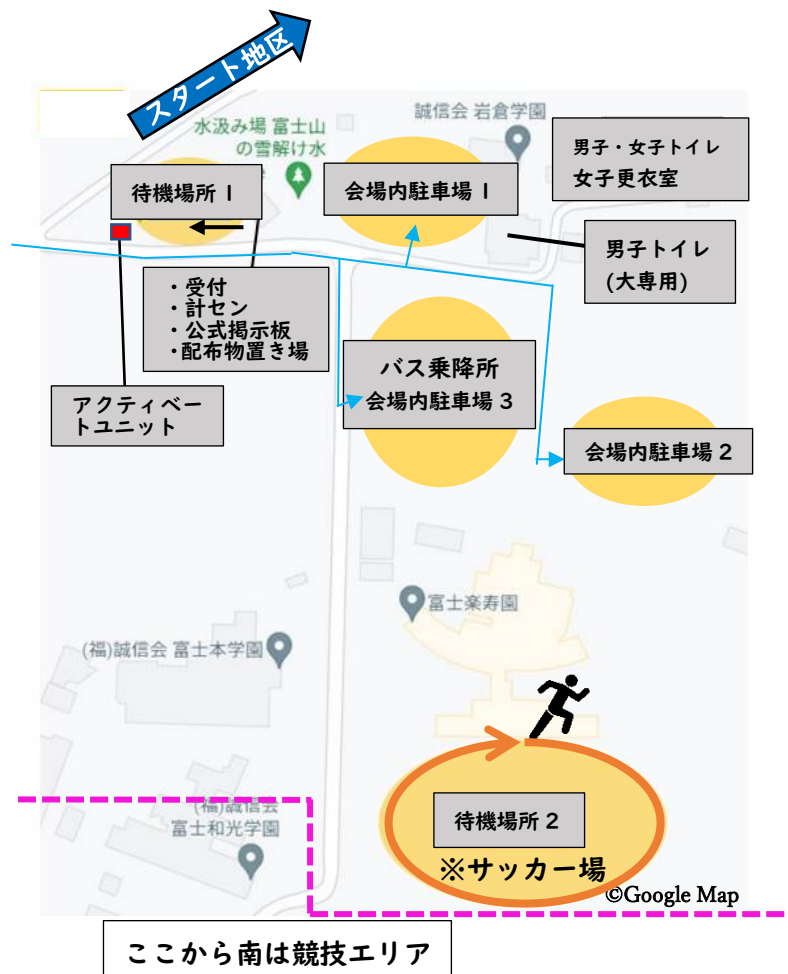 スタート地区
水汲み場 富士山
の雪解け水
誠信会 岩倉学園
男子・女子トイレ
女子更衣室
待機場所 1
会場内駐車場 1
男子トイレ
(大専用)
・受付
・計セン
・公式掲示板
・配布物置き場
バス乗降所
会場内駐車場 3
アクティベー
トユニット
会場内駐車場 2
富士楽寿園
(福)誠信会 富士本学園
(福)誠信会
富士和光学園
待機場所 2
※サッカー場
©Google Map
ここから南は競技エリア